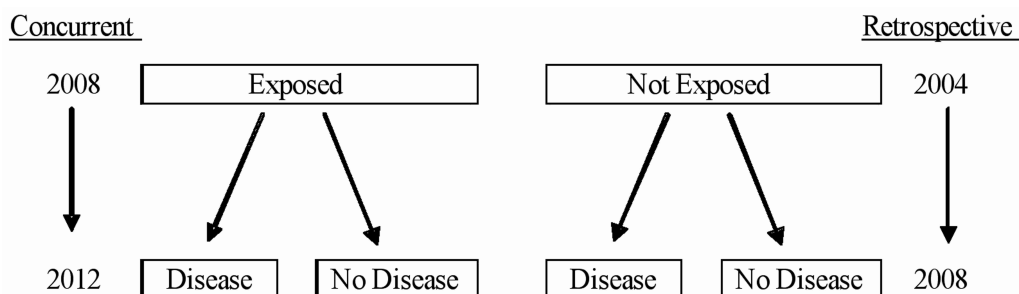 Concurrent Retrospective
2008 Exposed Not Exposed 2004
2012 Disease No Disease Disease No Disease 2008